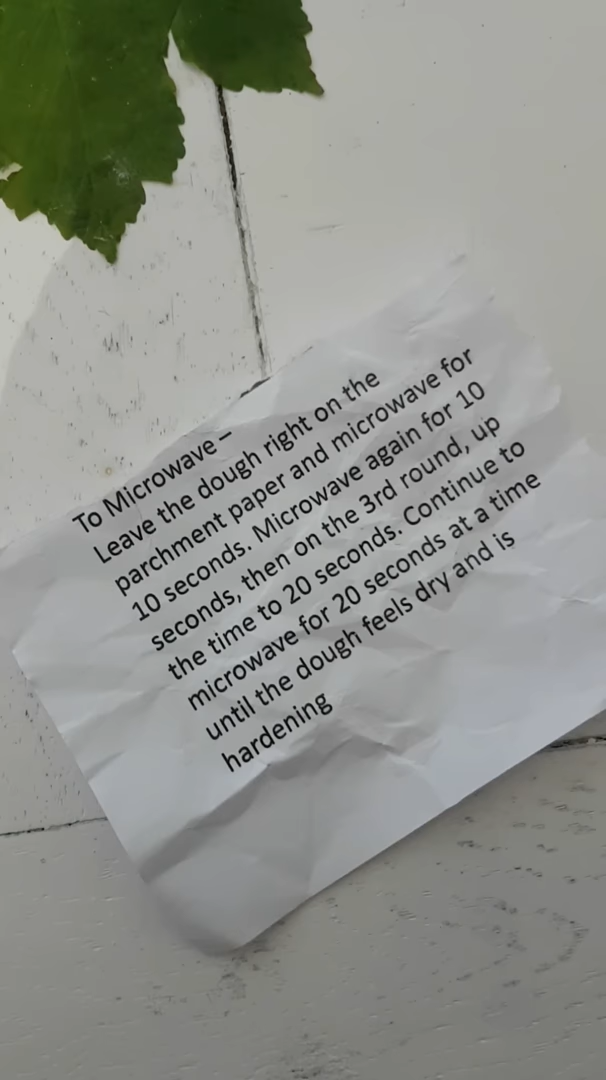 To Microwave –
Leave the dough right on the
parchment paper and microwave for
10 seconds. Microwave again for 10
seconds, then on the 3rd round, up
the time to 20 seconds. Continue to
microwave for 20 seconds at a time
until the dough feels dry and is
hardening